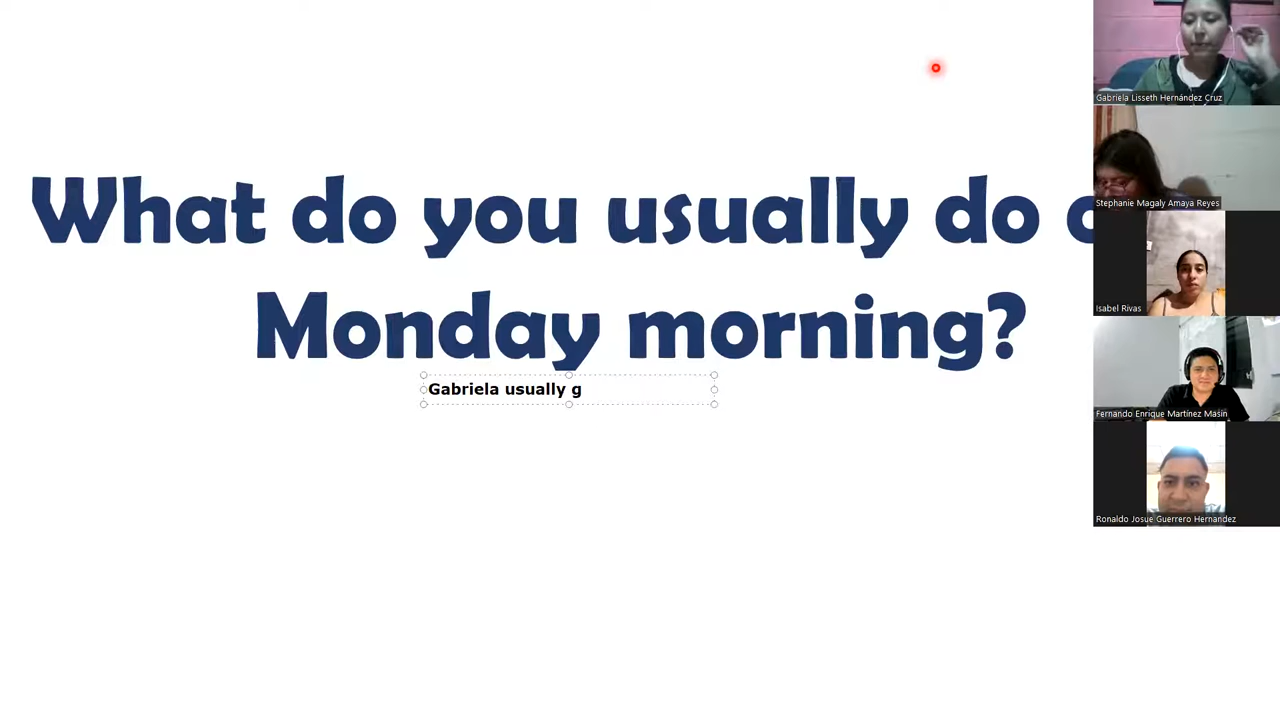 What do you usually do
Monday morning?
Gabriela usually g
Gabriela Lisseth Hernández Cruz
Stephanie Magaly Amaya Reyes
Isabel Rivas
Fernando Enrique Martínez Masin
Ronaldo Josue Guerrero Hernandez